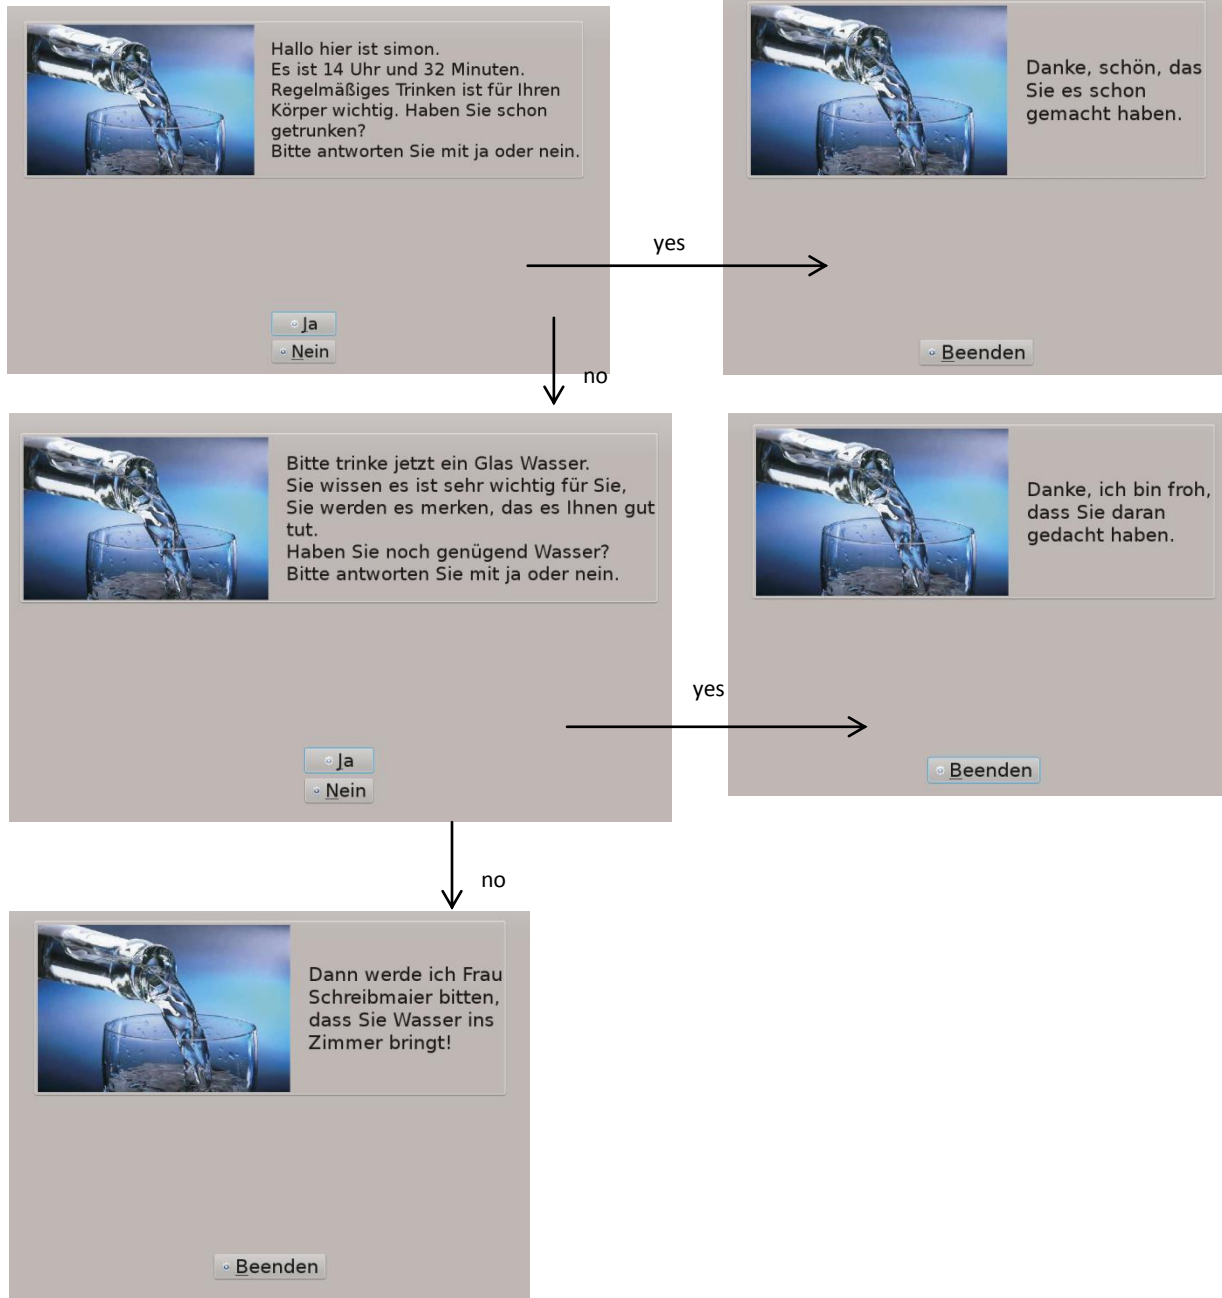 Hallo hier ist simon.
Es ist 14 Uhr und 32 Minuten.
Regelmäßiges Trinken ist für Ihren
Körper wichtig. Haben Sie schon
getrunken?
Bitte antworten Sie mit ja oder nein.
Ja
Nein
yes
Danke, schön, das
Sie es schon
gemacht haben.
Beenden
no
Bitte trinke jetzt ein Glas Wasser.
Sie wissen es ist sehr wichtig für Sie,
Sie werden es merken, das es Ihnen gut
tut.
Haben Sie noch genügend Wasser?
Bitte antworten Sie mit ja oder nein.
Ja
Nein
yes
Danke, ich bin froh,
dass Sie daran
gedacht haben.
Beenden
no
Dann werde ich Frau
Schreibmaier bitten,
dass Sie Wasser ins
Zimmer bringt!
Beenden